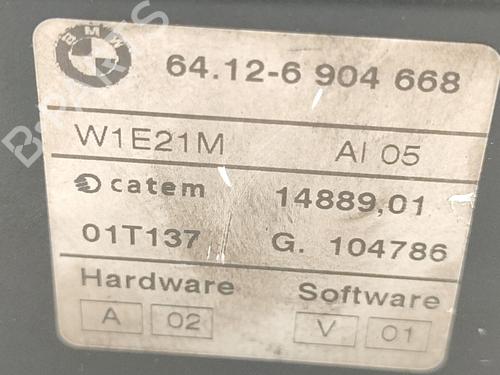 BMW
64.12-6 904 668
W1E21M AI 05
catem 14889,01
01T137 G. 104786
Hardware Software
A 02 V 01